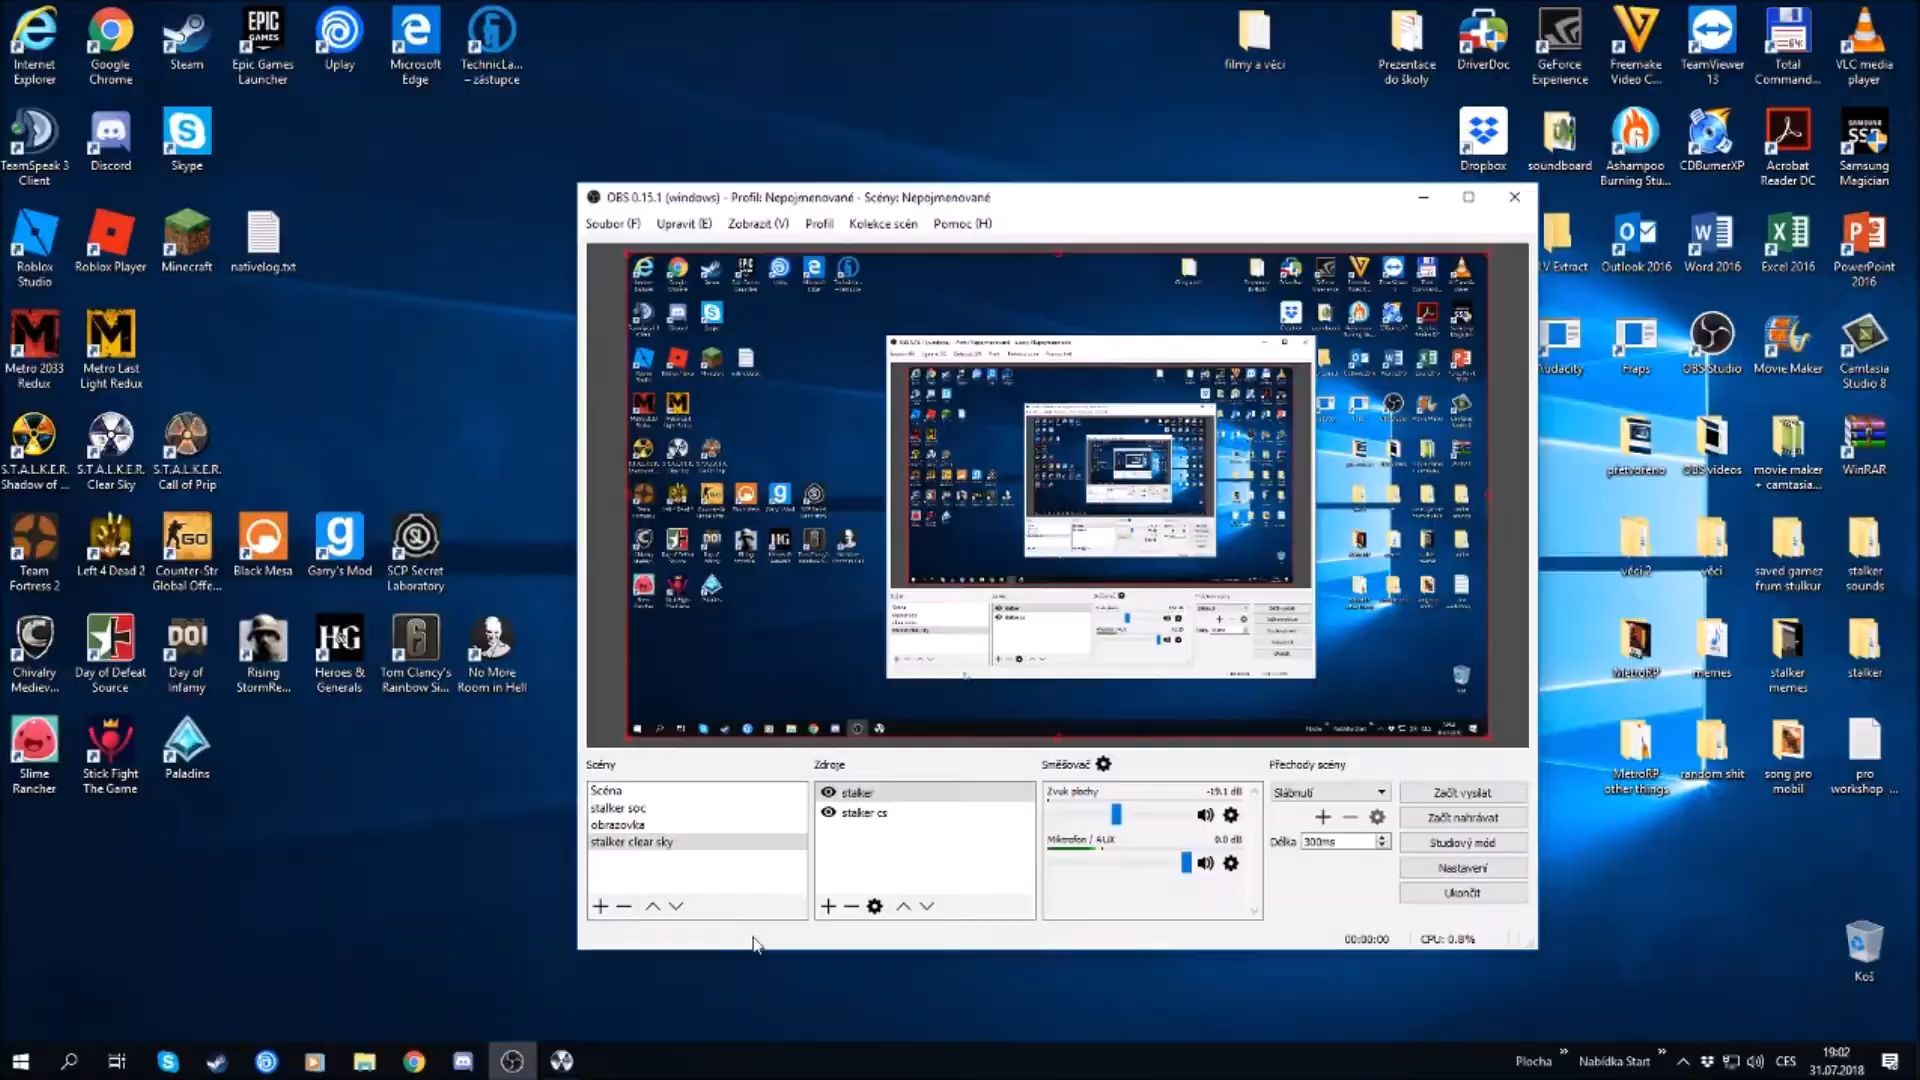 Internet Explorer
Google Chrome
Steam
Epic Games Launcher
Uplay
Microsoft Edge
TechnicLa... – zástupce
filmy a věci
Prezentace do školy
DriverDoc
GeForce Experience
Freemake Video C...
TeamViewer 13
Total Command...
VLC media player
TeamSpeak 3 Client
Discord
Skype
Dropbox
soundboard
Ashampoo Burning Stu...
CDBurnerXP
Acrobat Reader DC
Samsung Magician
Roblox Studio
Roblox Player
Minecraft
nativelog.txt
Outlook 2016
Word 2016
Excel 2016
PowerPoint 2016
Metro 2033 Redux
Metro Last Light Redux
Audacity
Fraps
OBS Studio
Movie Maker
Camtasia Studio 8
S.T.A.L.K.E.R. Shadow of ...
S.T.A.L.K.E.R. Clear Sky
S.T.A.L.K.E.R. Call of Prip
přetvořeno
OBS videos
movie maker + camtasia...
WinRAR
Team Fortress 2
Left 4 Dead 2
Counter-Str Global Offe...
Black Mesa
Garry's Mod
SCP Secret Laboratory
věci 2
věci
saved gamez frum stulkur
stalker sounds
Chivalry Mediev...
Day of Defeat Source
Day of Infamy
Rising StormRe...
Heroes & Generals
Tom Clancy's Rainbow Si...
No More Room in Hell
MetroRP
memes
stalker memes
stalker
Slime Rancher
Stick Fight The Game
Paladins
MetroRP other things
random shit
song pro mobil
pro workshop ...
Koš
OBS 0.15.1 (windows) - Profil: Nepojmenované - Scény: Nepojmenované
Soubor (F) Upravit (E) Zobrazit (V) Profil Kolekce scén Pomoc (H)
Scény
Scéna
stalker soc
obrazovka
stalker clear sky
Zdroje
stalker
stalker cs
Směšovač
Zvuk plochy -19.1 dB
Mikrofon / AUX 0.0 dB
Přechody scény
Slábnutí
Délka 300ms
Začít vysílat
Začít nahrávat
Studiový mód
Nastavení
Ukončit
00:00:00 CPU: 0.8%
Plocha » Nabídka Start » CES
19:02
31.07.2018